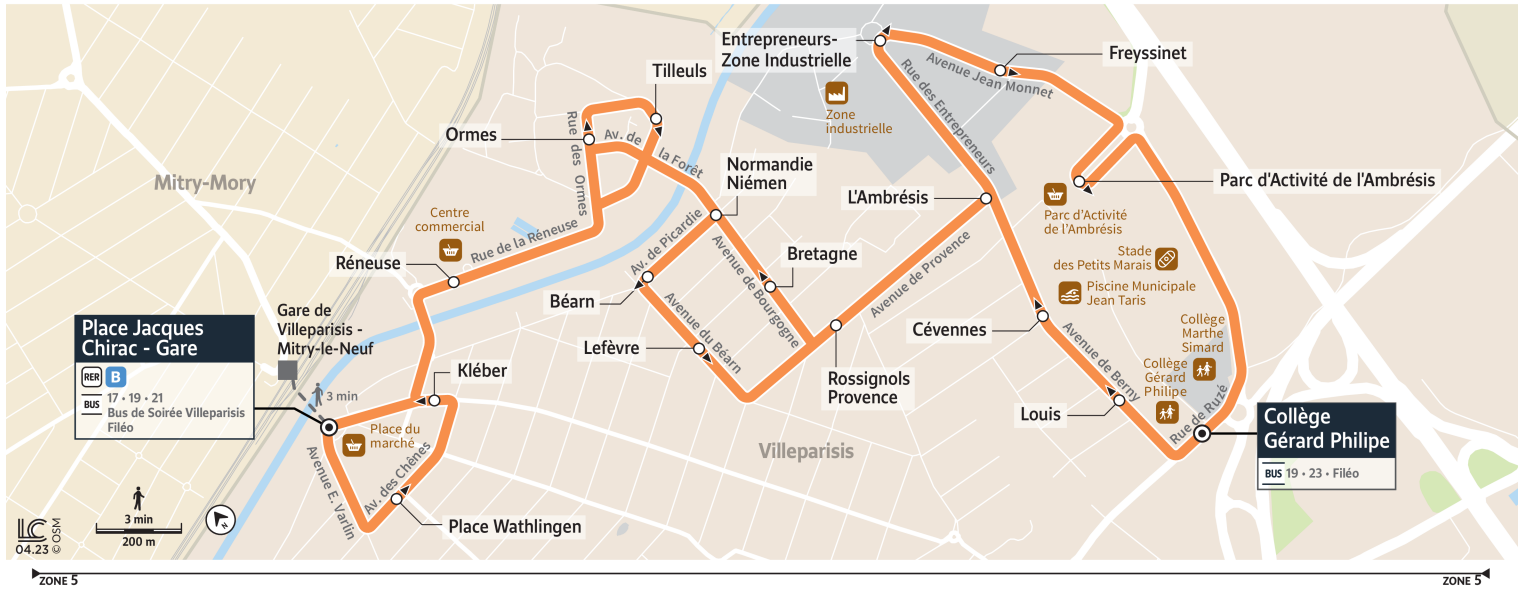 Entrepreneurs-
Zone Industrielle
Freyssinet
Avenue Jean Monnet
Rue des Entrepreneurs
Tilleuls
Zone
industrielle
Ormes
Rue des Ormes
Av. de la Forêt
Normandie
Niémen
Mitry-Mory
L'Ambrésis
Parc d'Activité de l'Ambrésis
Parc d'Activité
de l'Ambrésis
Centre
commercial
Rue de la Réneuse
Réneuse
Av. de Picardie
Avenue de Bourgogne
Bretagne
Avenue de Provence
Stade
des Petits Marais
Piscine Municipale
Jean Taris
Béarn
Avenue du Béarn
Gare de
Villeparisis -
Mitry-le-Neuf
Place Jacques
Chirac - Gare
RER B
BUS
17 • 19 • 21
Bus de Soirée Villeparisis
Filéo
3 min
Lefèvre
Cévennes
Collège
Marthe
Simard
Collège
Gérard
Philipe
Avenue de Berny
Kléber
Rossignols
Provence
Louis
Rue de Ruzé
Collège
Gérard Philipe
BUS 19 • 23 • Filéo
Place du
marché
Villeparisis
Avenue E. Varlin
Av. des Chênes
Place Wathlingen
3 min
200 m
N
LC
04.23 © OSM
ZONE 5
ZONE 5